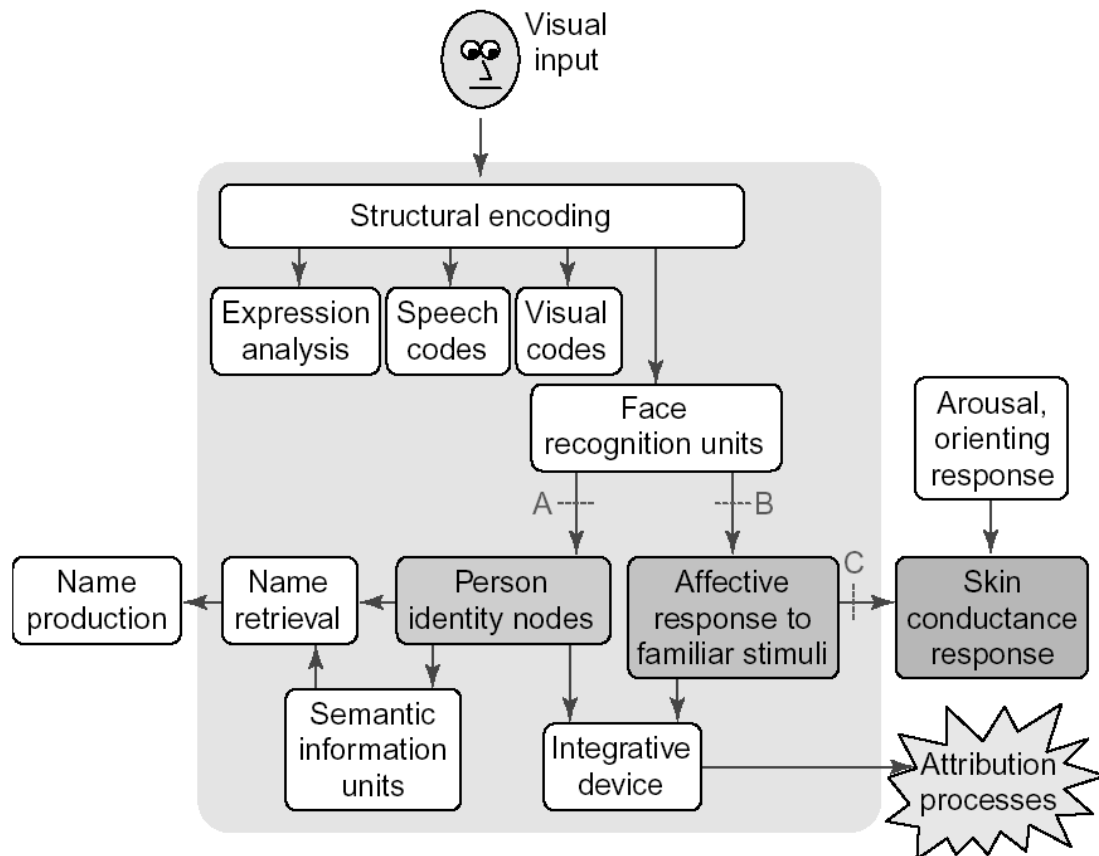 Visual
input
Structural encoding
Expression
analysis
Speech
codes
Visual
codes
Face
recognition units
Arousal,
orienting
response
A
B
C
Name
production
Name
retrieval
Person
identity nodes
Affective
response to
familiar stimuli
Skin
conductance
response
Semantic
information
units
Integrative
device
Attribution
processes